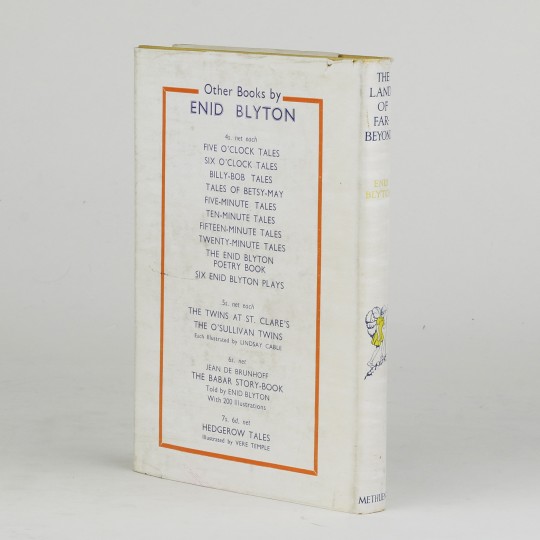 Other Books by
ENID BLYTON
4s. net each
FIVE O'CLOCK TALES
SIX O'CLOCK TALES
BILLY-BOB TALES
TALES OF BETSY-MAY
FIVE-MINUTE TALES
TEN-MINUTE TALES
FIFTEEN-MINUTE TALES
TWENTY-MINUTE TALES
THE ENID BLYTON
POETRY BOOK
SIX ENID BLYTON PLAYS
5s. net each
THE TWINS AT ST. CLARE'S
THE O'SULLIVAN TWINS
Each Illustrated by LINDSAY CABLE
6s. net
JEAN DE BRUNHOFF
THE BABAR STORY-BOOK
Told by ENID BLYTON
With 200 Illustrations
7s. 6d. net
HEDGEROW TALES
Illustrated by VERE TEMPLE
THE
LAND
OF
FAR
BEYON
ENID
BLYTON
METHUEN